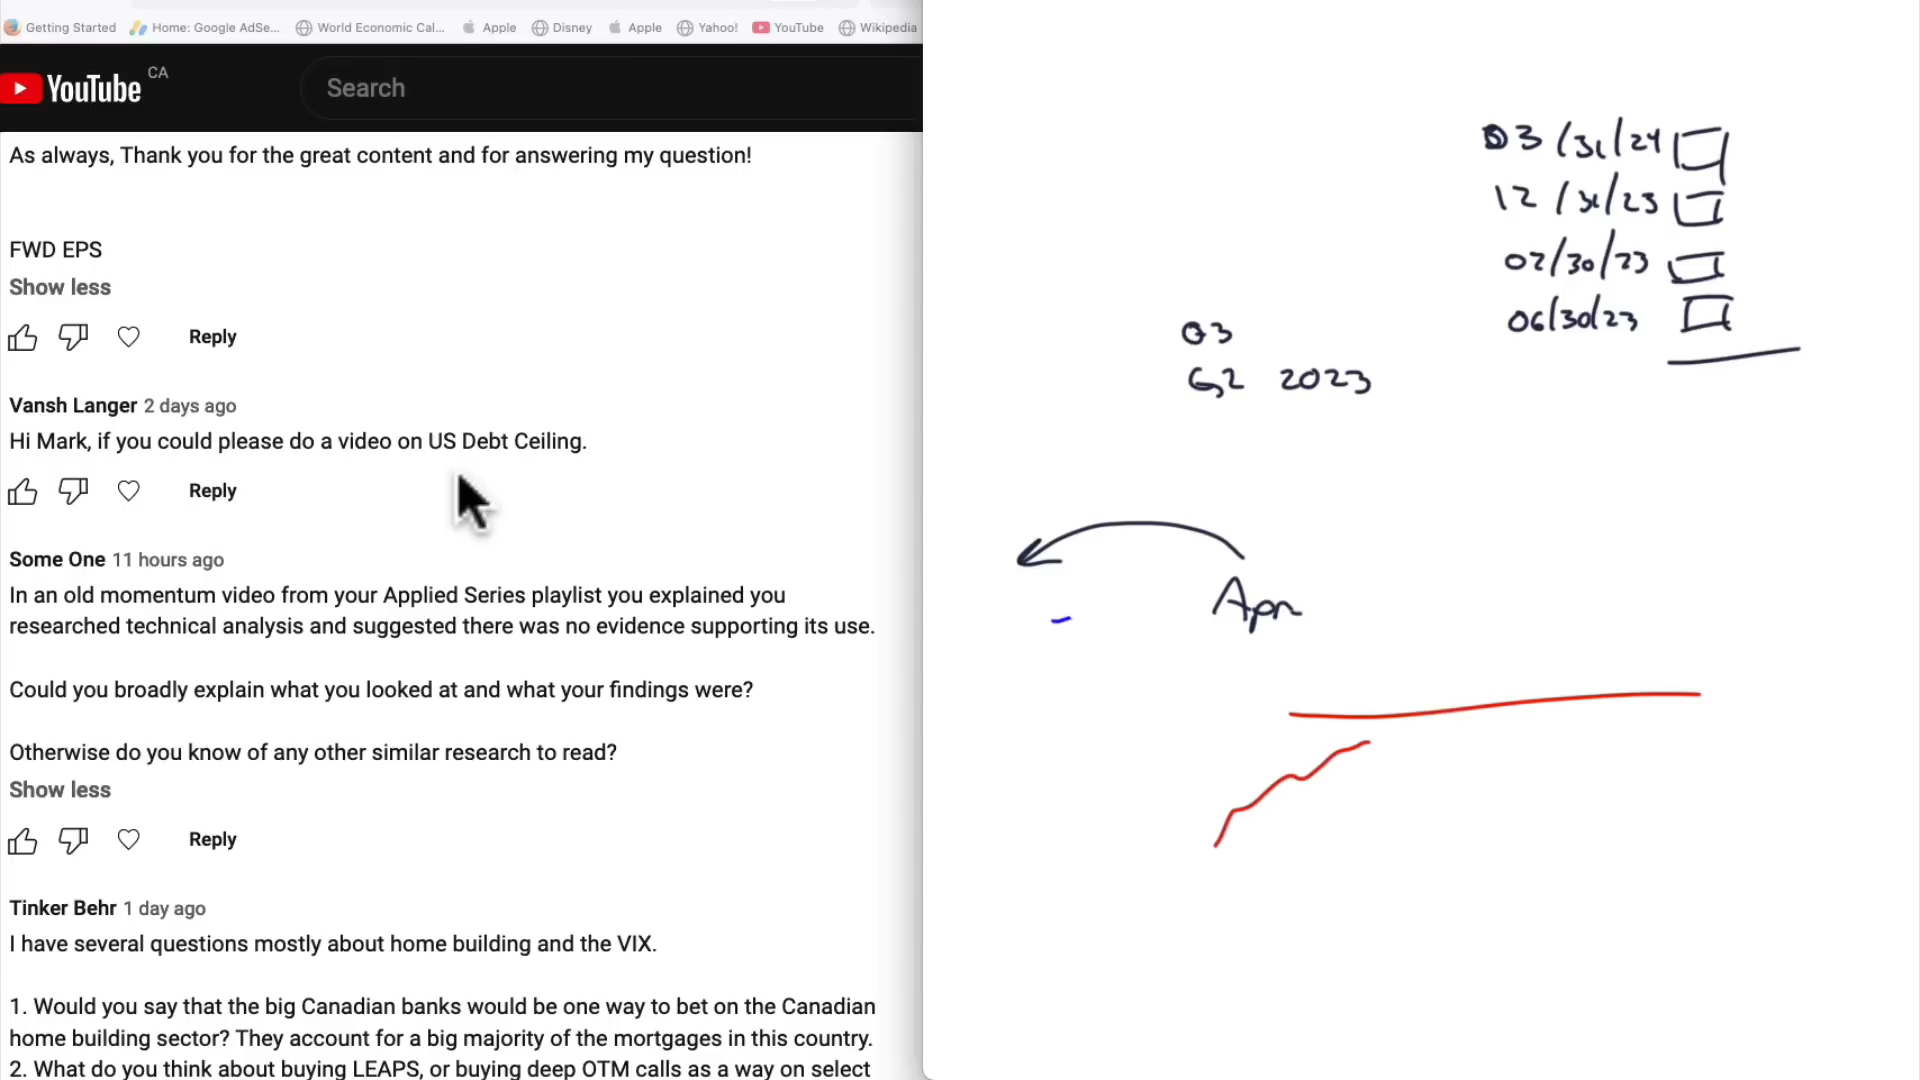 Getting Started Home: Google AdSe... World Economic Cal... Apple Disney Apple Yahoo! YouTube Wikipedia
YouTube CA
Search
As always, Thank you for the great content and for answering my question!
FWD EPS
Show less
Reply
Vansh Langer 2 days ago
Hi Mark, if you could please do a video on US Debt Ceiling.
Reply
Some One 11 hours ago
In an old momentum video from your Applied Series playlist you explained you
researched technical analysis and suggested there was no evidence supporting its use.
Could you broadly explain what you looked at and what your findings were?
Otherwise do you know of any other similar research to read?
Show less
Reply
Tinker Behr 1 day ago
I have several questions mostly about home building and the VIX.
1. Would you say that the big Canadian banks would be one way to bet on the Canadian
home building sector? They account for a big majority of the mortgages in this country.
2. What do you think about buying LEAPS, or buying deep OTM calls as a way on select
03/31/24
12/31/23
02/30/23
06/30/23
Q3
Q2 2023
Apr